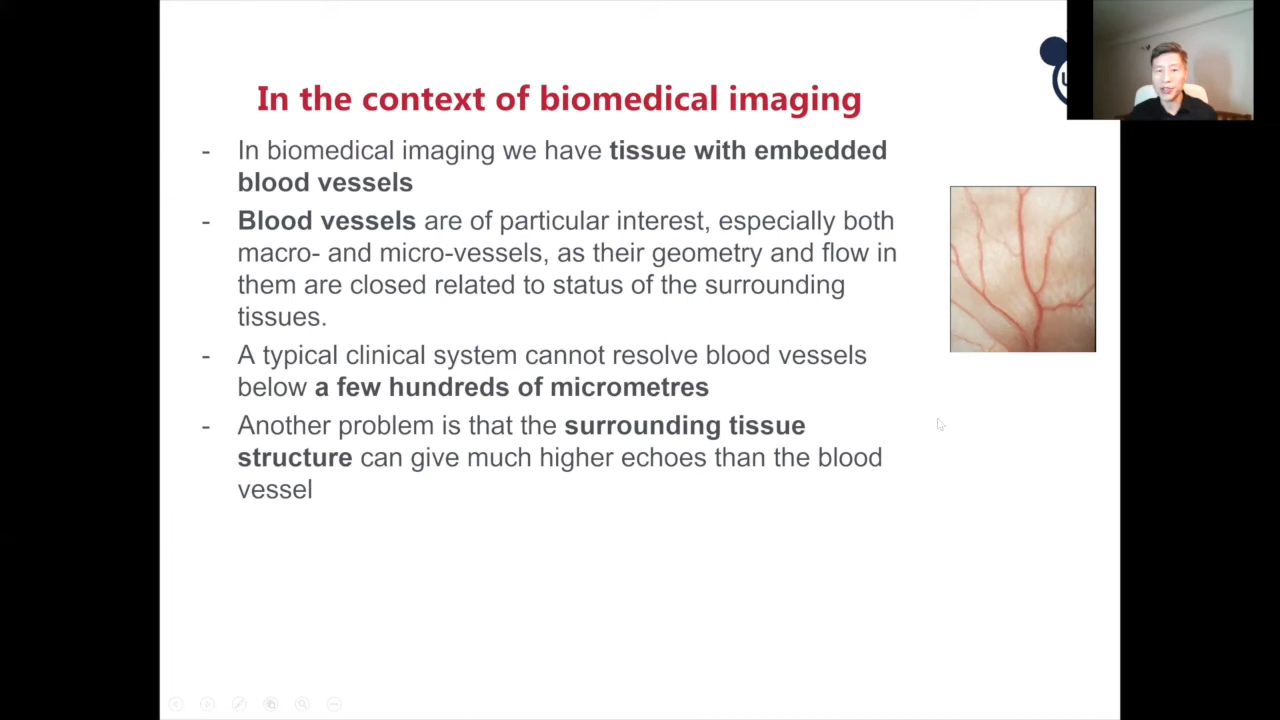 In the context of biomedical imaging
- In biomedical imaging we have tissue with embedded
blood vessels
- Blood vessels are of particular interest, especially both
macro- and micro-vessels, as their geometry and flow in
them are closed related to status of the surrounding
tissues.
- A typical clinical system cannot resolve blood vessels
below a few hundreds of micrometres
- Another problem is that the surrounding tissue
structure can give much higher echoes than the blood
vessel